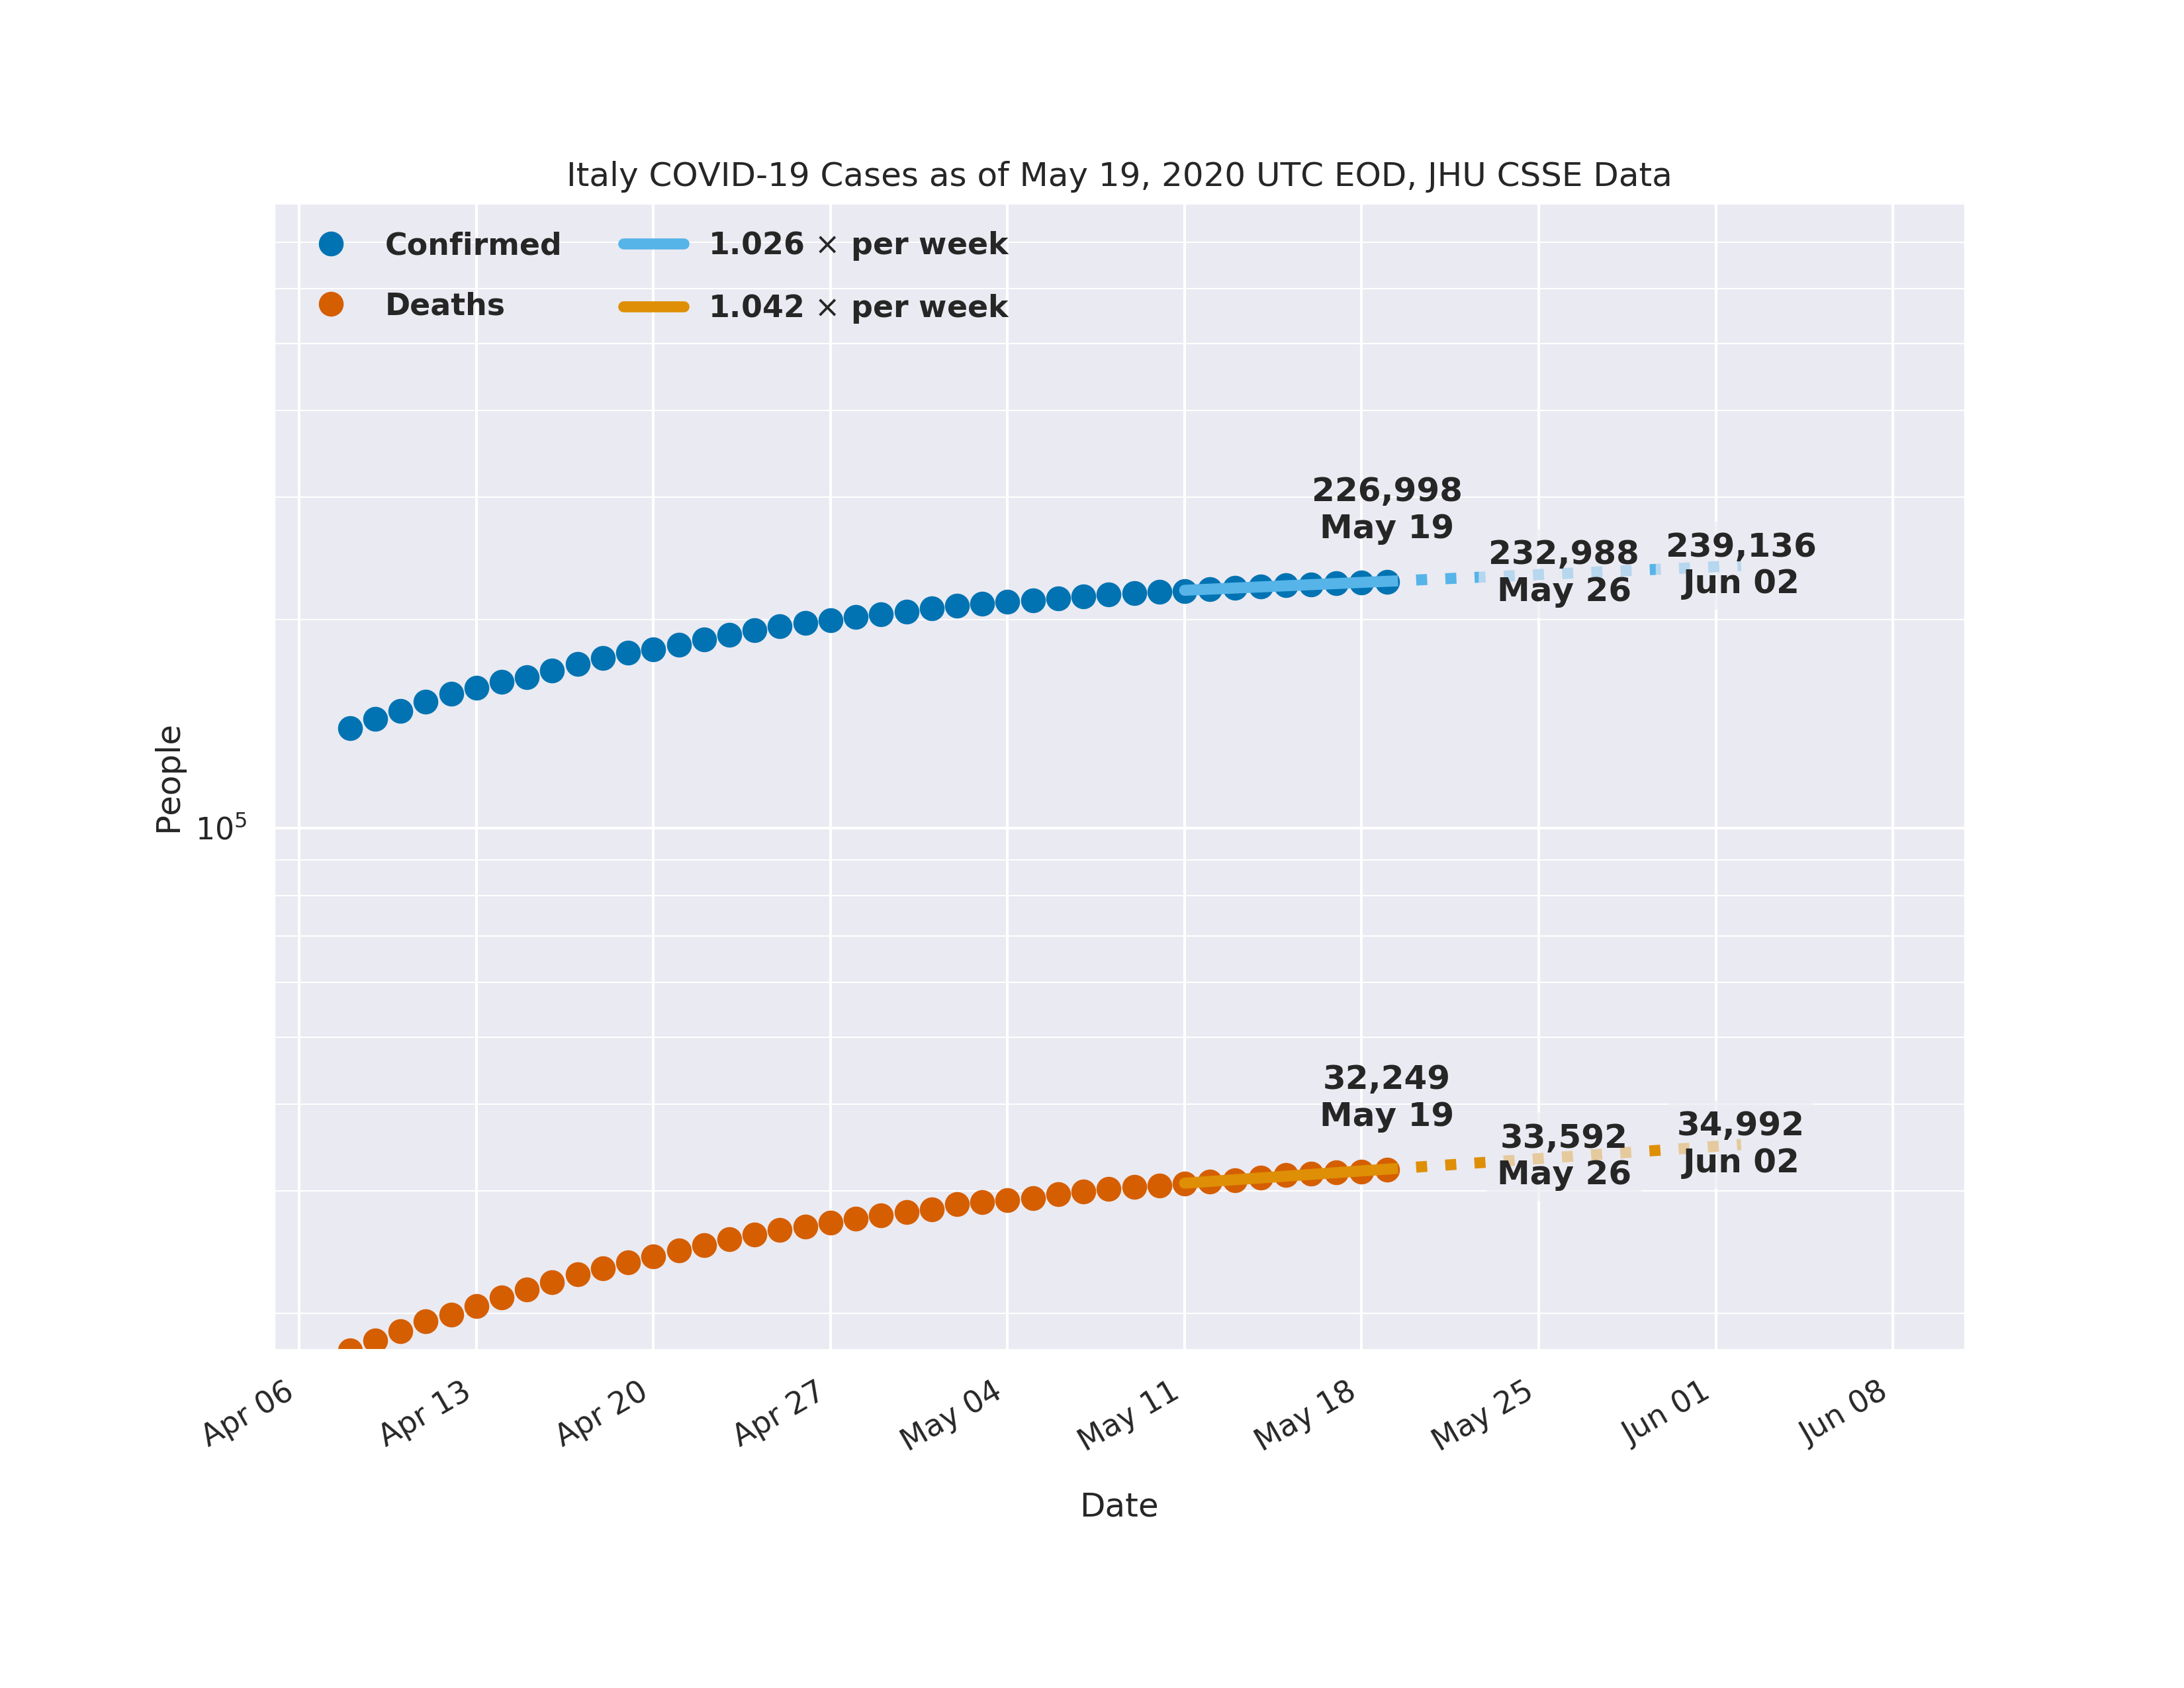 Italy COVID-19 Cases as of May 19, 2020 UTC EOD, JHU CSSE Data
Confirmed
Deaths
1.026 × per week
1.042 × per week
226,998
May 19
232,988
May 26
239,136
Jun 02
People
10⁵
32,249
May 19
33,592
May 26
34,992
Jun 02
Apr 06
Apr 13
Apr 20
Apr 27
May 04
May 11
May 18
May 25
Jun 01
Jun 08
Date